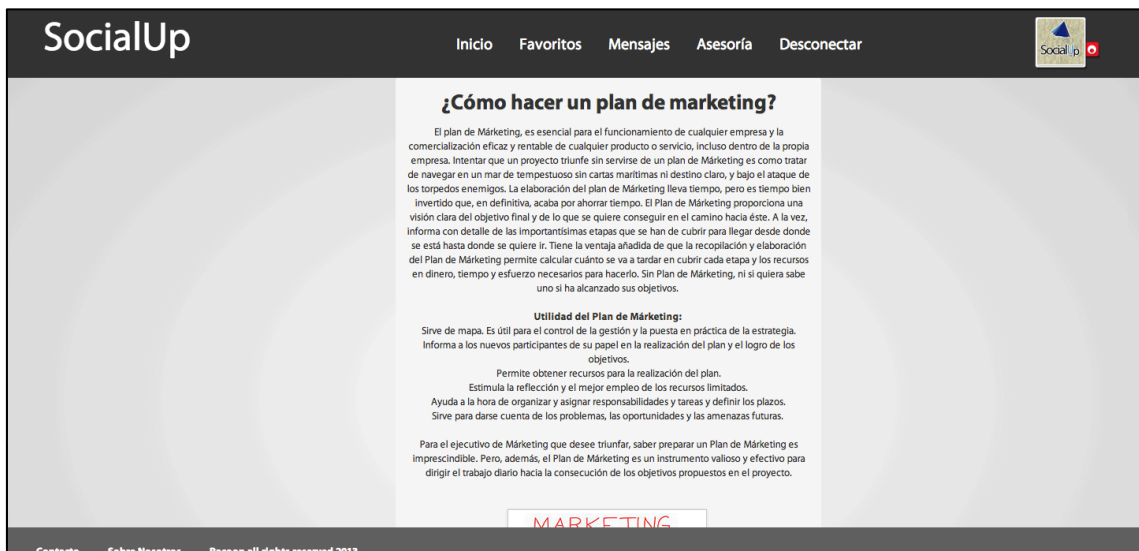 SocialUp
Inicio Favoritos Mensajes Asesoría Desconectar
SocialUp
¿Cómo hacer un plan de marketing?
El plan de Márketing, es esencial para el funcionamiento de cualquier empresa y la
comercialización eficaz y rentable de cualquier producto o servicio, incluso dentro de la propia
empresa. Intentar que un proyecto triunfe sin servirse de un plan de Márketing es como tratar
de navegar en un mar de tempestuoso sin cartas marítimas ni destino claro, y bajo el ataque de
los torpedos enemigos. La elaboración del plan de Márketing lleva tiempo, pero es tiempo bien
invertido que, en definitiva, acaba por ahorrar tiempo. El Plan de Márketing proporciona una
visión clara del objetivo final y de lo que se quiere conseguir en el camino hacia éste. A la vez,
informa con detalle de las importantísimas etapas que se han de cubrir para llegar desde donde
se está hasta donde se quiere ir. Tiene la ventaja añadida de que la recopilación y elaboración
del Plan de Márketing permite calcular cuánto se va a tardar en cubrir cada etapa y los recursos
en dinero, tiempo y esfuerzo necesarios para hacerlo. Sin Plan de Márketing, ni si quiera sabe
uno si ha alcanzado sus objetivos.
Utilidad del Plan de Márketing:
Sirve de mapa. Es útil para el control de la gestión y la puesta en práctica de la estrategia.
Informa a los nuevos participantes de su papel en la realización del plan y el logro de los
objetivos.
Permite obtener recursos para la realización del plan.
Estimula la reflección y el mejor empleo de los recursos limitados.
Ayuda a la hora de organizar y asignar responsabilidades y tareas y definir los plazos.
Sirve para darse cuenta de los problemas, las oportunidades y las amenazas futuras.
Para el ejecutivo de Márketing que desee triunfar, saber preparar un Plan de Márketing es
imprescindible. Pero, además, el Plan de Márketing es un instrumento valioso y efectivo para
dirigir el trabajo diario hacia la consecución de los objetivos propuestos en el proyecto.
MARKETING
Contacto Sobre Nosotros all rights reserved 2013